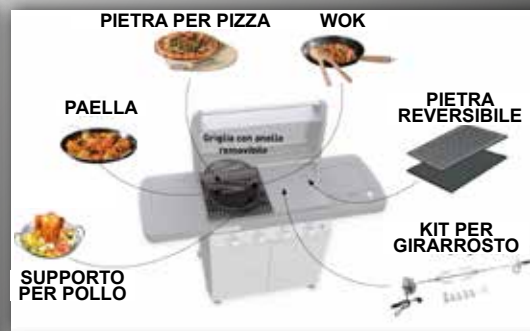 PIETRA PER PIZZA
WOK
PAELLA
Griglia con anello
removibile
PIETRA
REVERSIBILE
SUPPORTO
PER POLLO
KIT PER
GIRARROSTO